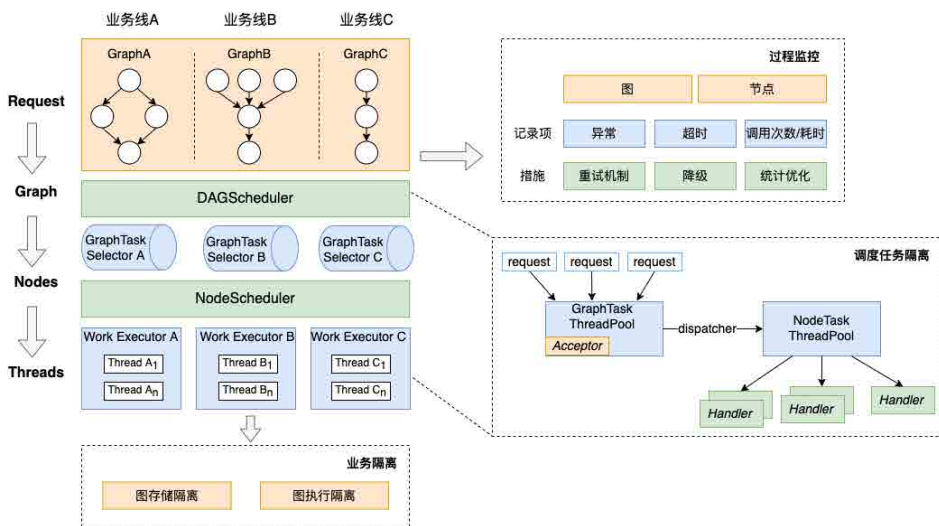 业务线A
业务线B
业务线C
GraphA
GraphB
GraphC
Request
Graph
Nodes
Threads
DAGScheduler
GraphTask
Selector A
GraphTask
Selector B
GraphTask
Selector C
NodeScheduler
Work Executor A
Thread A1
Thread An
Work Executor B
Thread B1
Thread Bn
Work Executor C
Thread C1
Thread Cn
业务隔离
图存储隔离
图执行隔离
过程监控
图
节点
记录项
异常
超时
调用次数/耗时
措施
重试机制
降级
统计优化
调度任务隔离
request
request
request
GraphTask
ThreadPool
Acceptor
dispatcher
NodeTask
ThreadPool
Handler
Handler
Handler